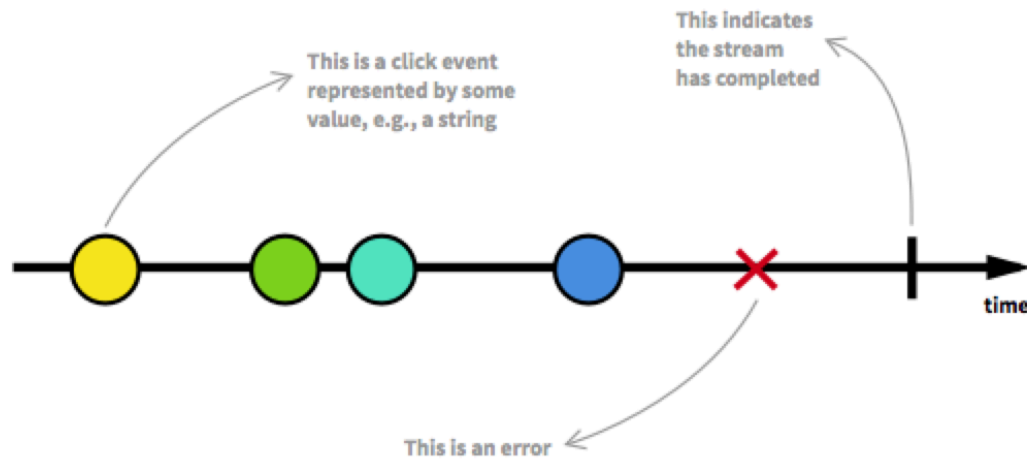 This is a click event
represented by some
value, e.g., a string
This indicates
the stream
has completed
time
This is an error